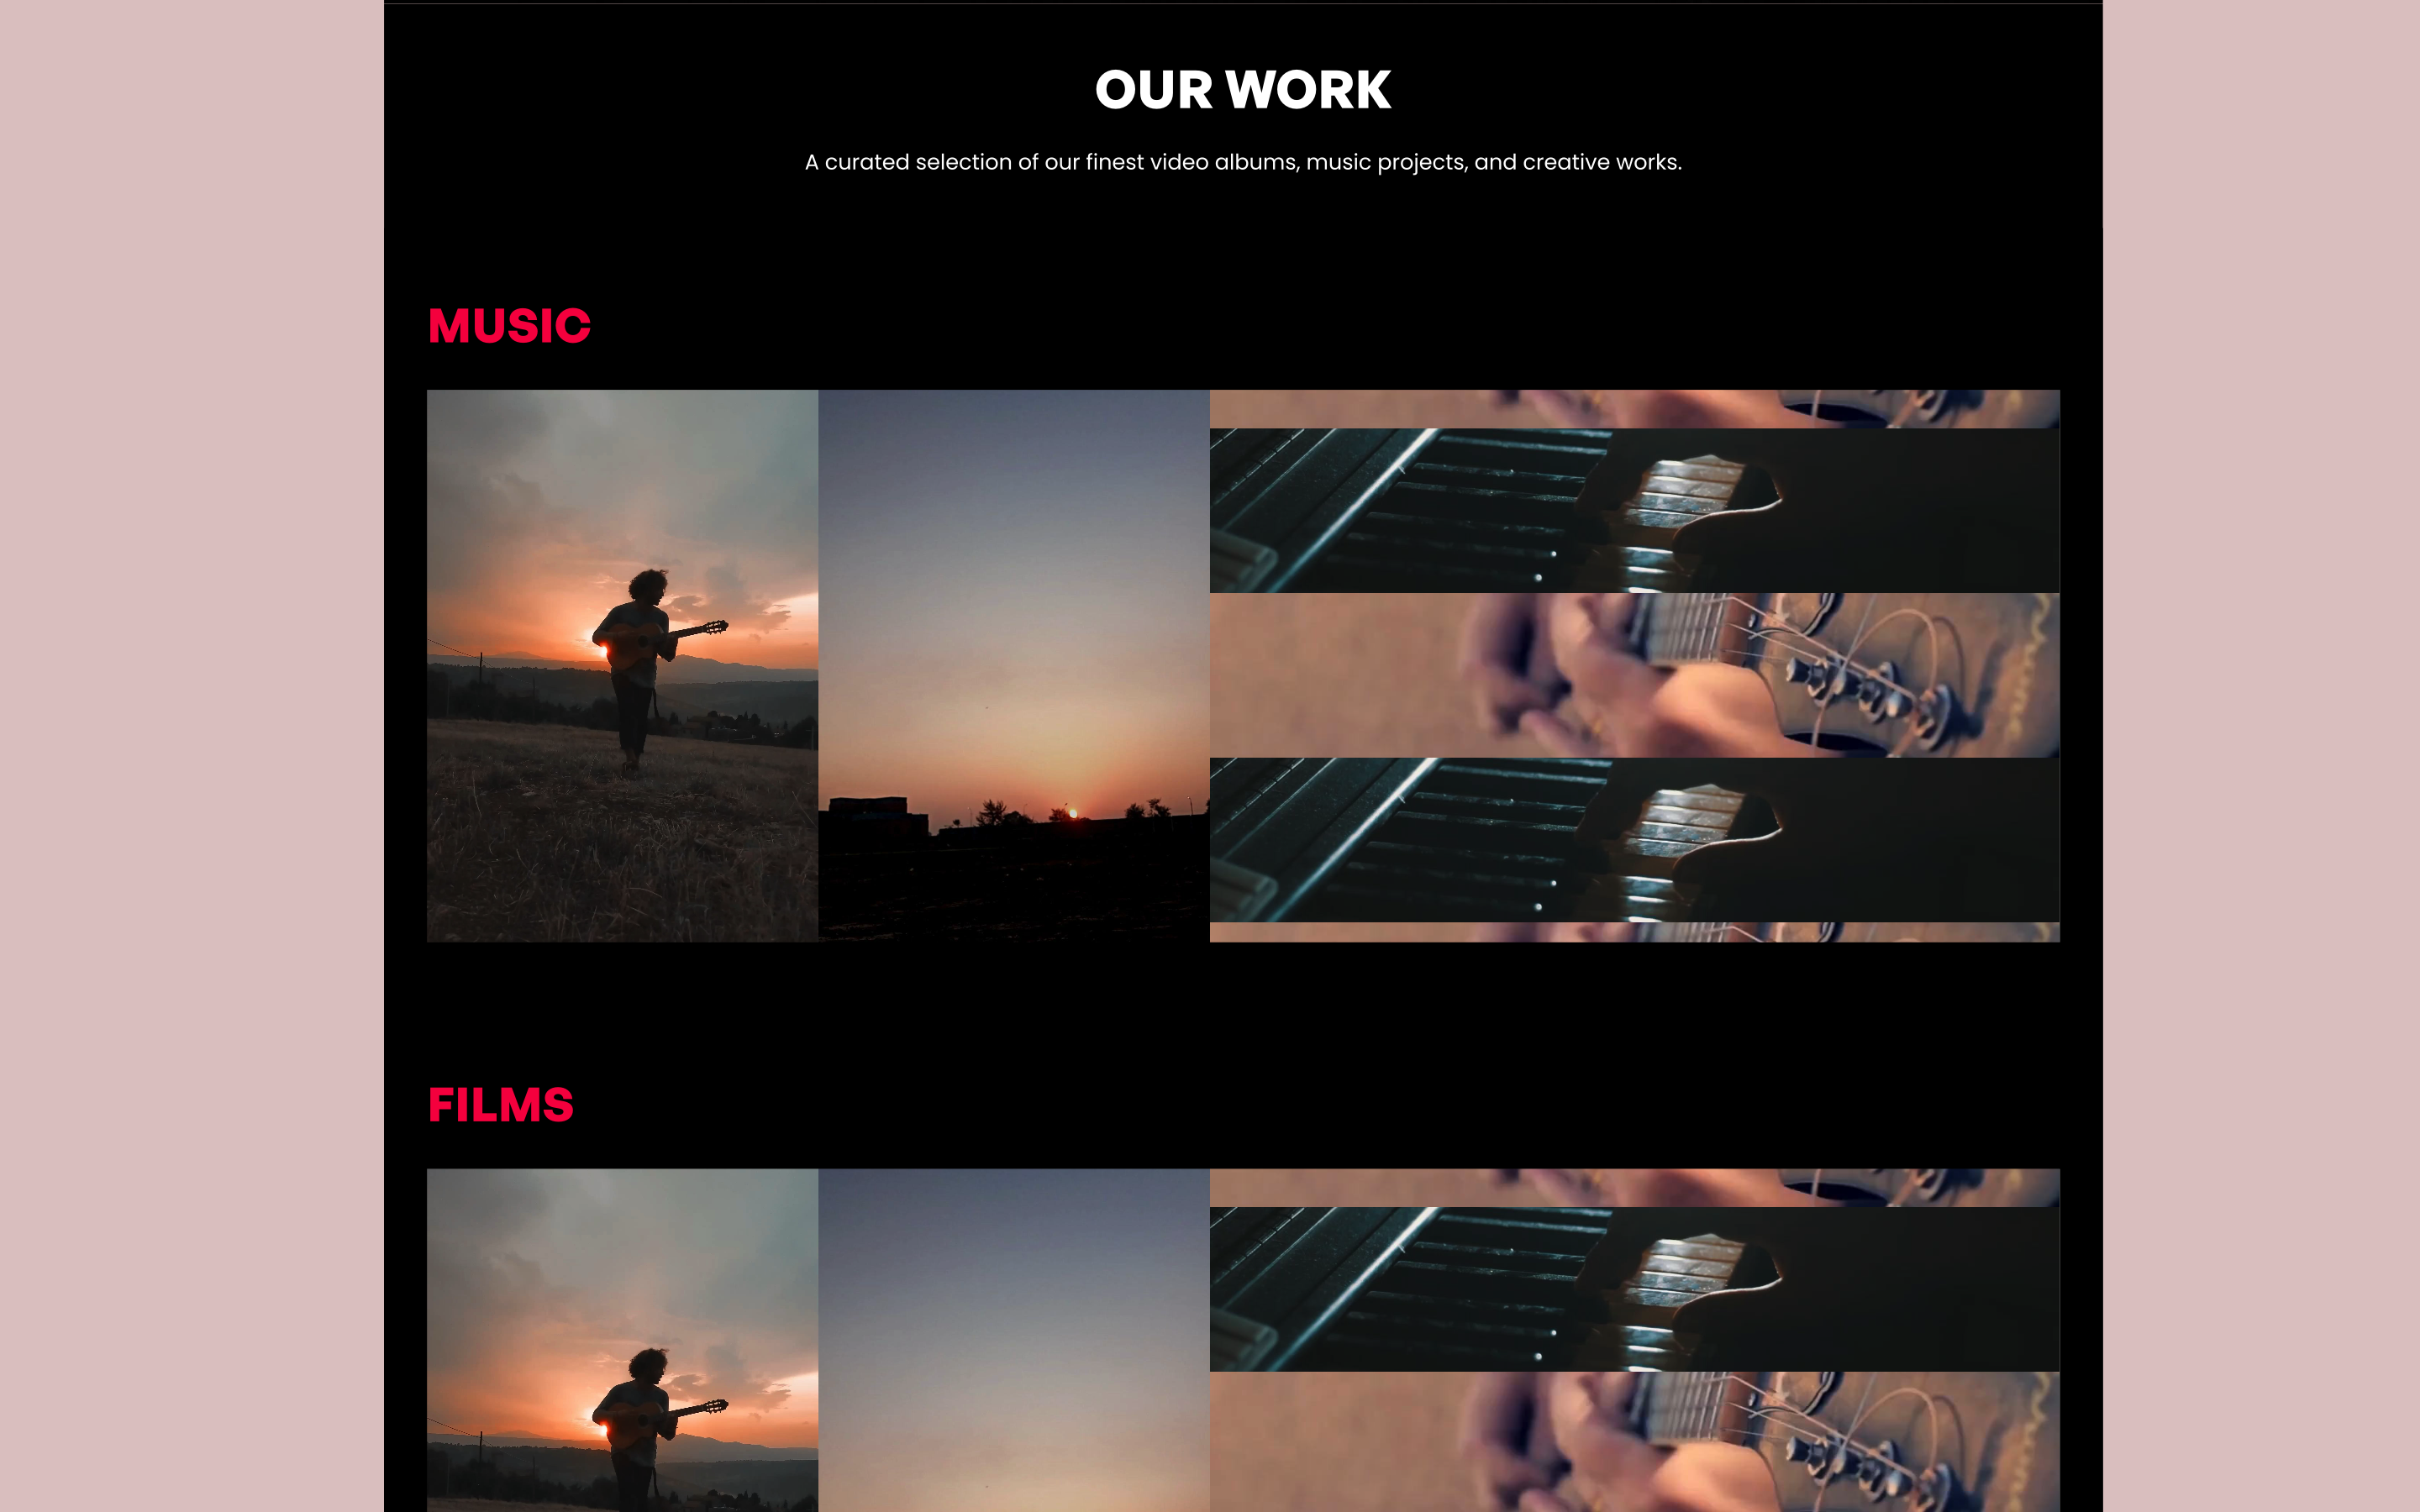 OUR WORK
A curated selection of our finest video albums, music projects, and creative works.
MUSIC
FILMS